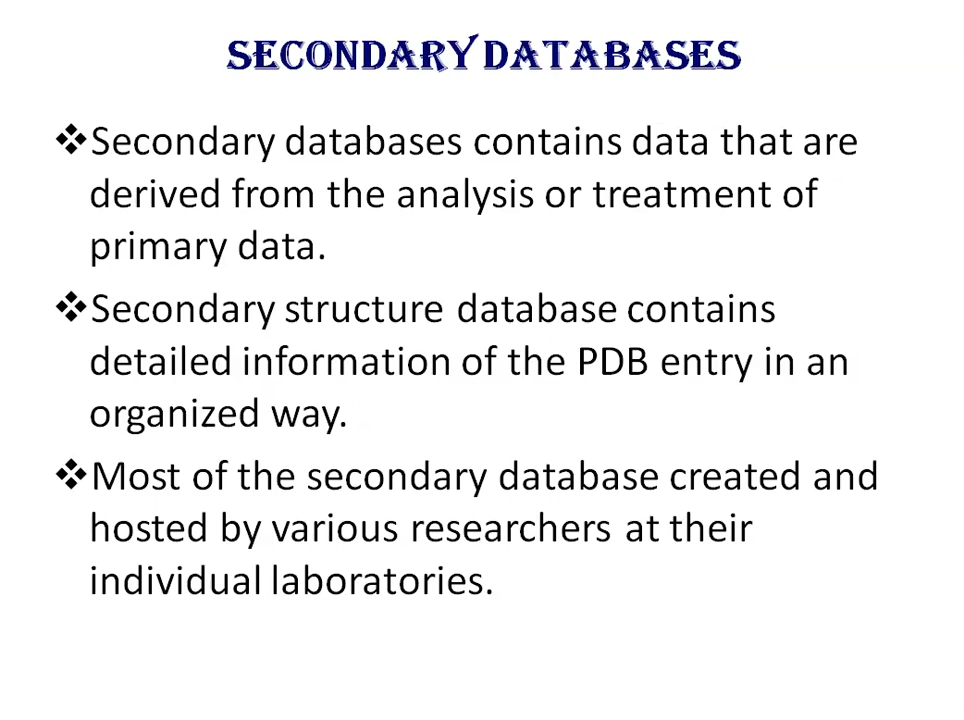 SECONDARY DATABASES
❖Secondary databases contains data that are
derived from the analysis or treatment of
primary data.
❖Secondary structure database contains
detailed information of the PDB entry in an
organized way.
❖Most of the secondary database created and
hosted by various researchers at their
individual laboratories.